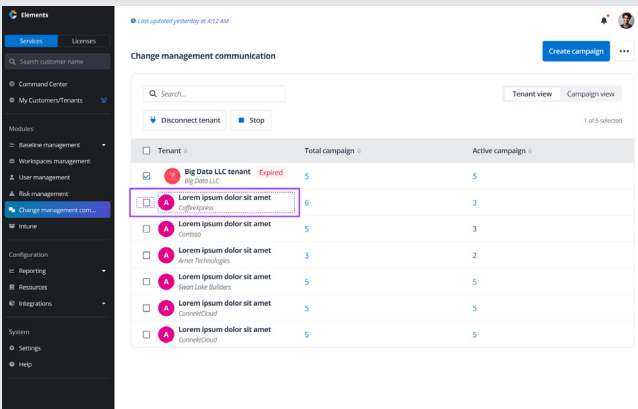 Elements
Last updated yesterday at 4:12 AM
Services Licenses
Search customer name
Command Center
My Customers/Tenants
Modules
Baseline management
Workspaces management
User management
Risk management
Change management com...
Intune
Configuration
Reporting
Resources
Integrations
System
Settings
Help
Change management communication
Create campaign
Search...
Tenant view Campaign view
Disconnect tenant Stop
1 of 5 selected
Tenant Total campaign Active campaign
Big Data LLC tenant Expired 5 5
Big Data LLC
A Lorem ipsum dolor sit amet 6 3
CoffeeXpress
A Lorem ipsum dolor sit amet 5 3
Contoso
A Lorem ipsum dolor sit amet 3 2
Amet Technologies
A Lorem ipsum dolor sit amet 5 5
Swan Lake Builders
A Lorem ipsum dolor sit amet 5 5
ConnektCloud
A Lorem ipsum dolor sit amet 5 5
ConnektCloud